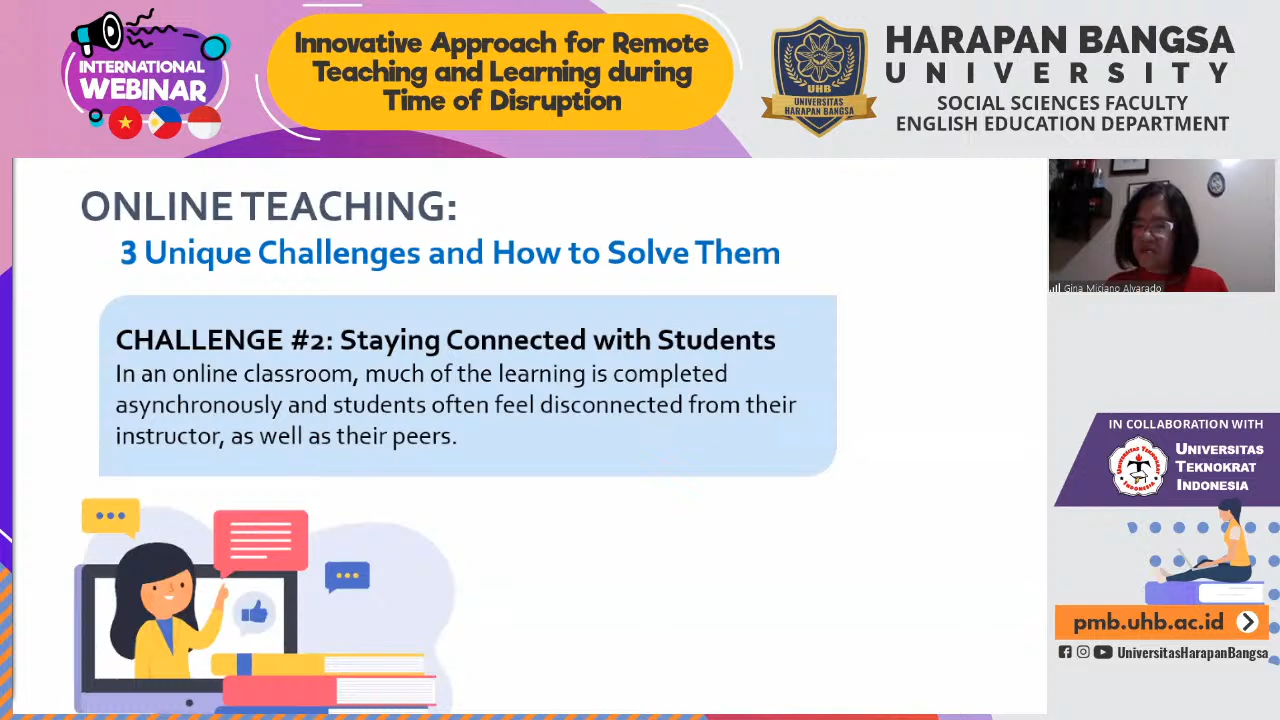 INTERNATIONAL
WEBINAR
Innovative Approach for Remote
Teaching and Learning during
Time of Disruption
UHB
UNIVERSITAS
HARAPAN BANGSA
HARAPAN BANGSA
UNIVERSITY
SOCIAL SCIENCES FACULTY
ENGLISH EDUCATION DEPARTMENT
ONLINE TEACHING:
3 Unique Challenges and How to Solve Them
CHALLENGE #2: Staying Connected with Students
In an online classroom, much of the learning is completed
asynchronously and students often feel disconnected from their
instructor, as well as their peers.
Gina Miciano Alvarado
IN COLLABORATION WITH
UNIVERSITAS TEKNOKRAT
INDONESIA
UNIVERSITAS
TEKNOKRAT
INDONESIA
pmb.uhb.ac.id
UniversitasHarapanBangsa